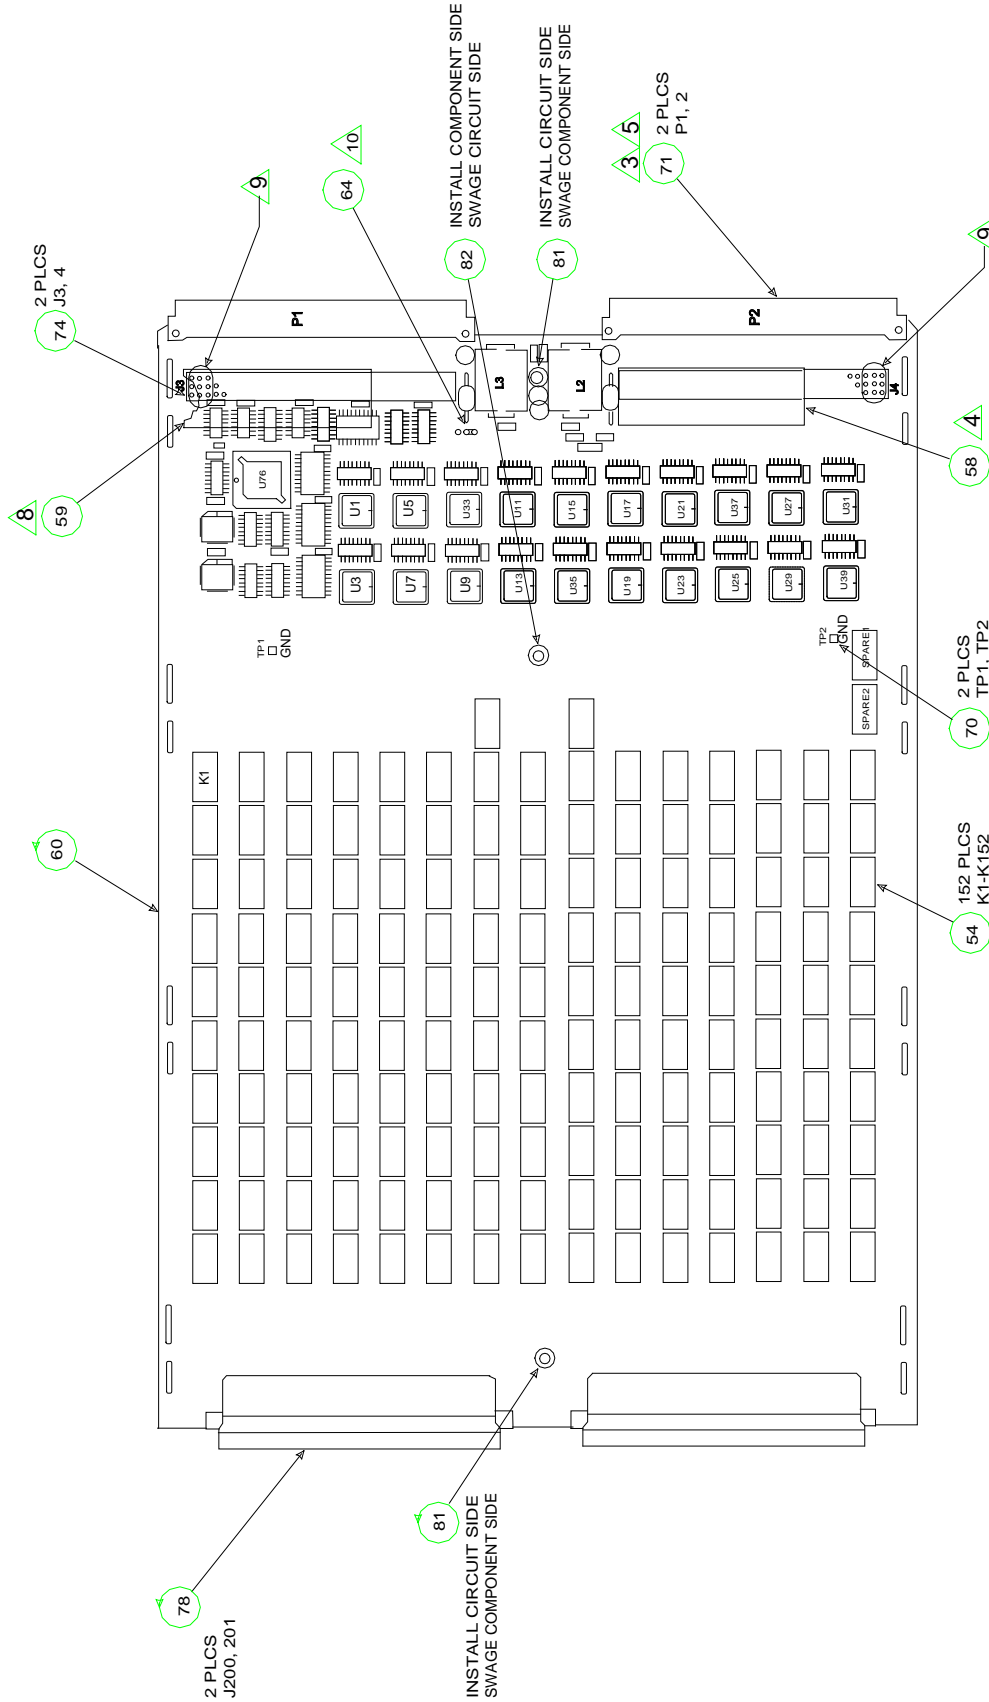 2 PLCS
J3, 4
74
9
10
64
8
59
INSTALL COMPONENT SIDE
SWAGE CIRCUIT SIDE
82
INSTALL CIRCUIT SIDE
SWAGE COMPONENT SIDE
81
3
5
2 PLCS
P1, 2
71
9
4
58
P1
P2
J3
J4
L3
L2
U76
U1
U5
U33
U11
U15
U17
U21
U37
U27
U31
U3
U7
U9
U13
U35
U19
U23
U25
U29
U39
TP1
GND
TP2
GND
SPARE1
SPARE2
2 PLCS
TP1, TP2
70
K1
60
152 PLCS
K1-K152
54
78
2 PLCS
J200, 201
81
INSTALL CIRCUIT SIDE
SWAGE COMPONENT SIDE